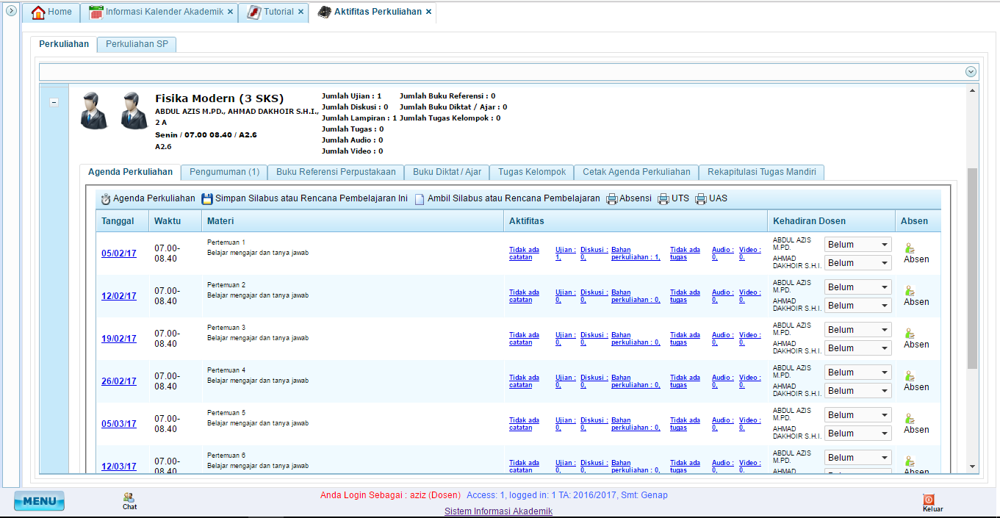 Home Informasi Kalender Akademik × Tutorial × Aktifitas Perkuliahan ×
Perkuliahan Perkuliahan SP
Fisika Modern (3 SKS)
ABDUL AZIS M.PD., AHMAD DAKHOIR S.H.I.,
2 A
Senin / 07.00 08.40 / A2.6
A2.6
Jumlah Ujian : 1 Jumlah Buku Referensi : 0
Jumlah Diskusi : 0 Jumlah Buku Diktat / Ajar : 0
Jumlah Lampiran : 1 Jumlah Tugas Kelompok : 0
Jumlah Tugas : 0
Jumlah Audio : 0
Jumlah Video : 0
Agenda Perkuliahan Pengumuman (1) Buku Referensi Perpustakaan Buku Diktat / Ajar Tugas Kelompok Cetak Agenda Perkuliahan Rekapitulasi Tugas Mandiri
Agenda Perkuliahan Simpan Silabus atau Rencana Pembelajaran Ini Ambil Silabus atau Rencana Pembelajaran Absensi UTS UAS
Tanggal Waktu Materi Aktifitas Kehadiran Dosen Absen
05/02/17
07.00-
08.40
Pertemuan 1
Belajar mengajar dan tanya jawab
Tidak ada Ujian : Diskusi : Bahan Tidak ada Audio : Video :
catatan 1, 0, perkuliahan : 1, tugas 0, 0,
ABDUL AZIS
M.PD.
Belum
AHMAD
DAKHOIR S.H.I.
Belum
Absen
12/02/17
07.00-
08.40
Pertemuan 2
Belajar mengajar dan tanya jawab
Tidak ada Ujian : Diskusi : Bahan Tidak ada Audio : Video :
catatan 0, 0, perkuliahan : 0, tugas 0, 0,
ABDUL AZIS
M.PD.
Belum
AHMAD
DAKHOIR S.H.I.
Belum
Absen
19/02/17
07.00-
08.40
Pertemuan 3
Belajar mengajar dan tanya jawab
Tidak ada Ujian : Diskusi : Bahan Tidak ada Audio : Video :
catatan 0, 0, perkuliahan : 0, tugas 0, 0,
ABDUL AZIS
M.PD.
Belum
AHMAD
DAKHOIR S.H.I.
Belum
Absen
26/02/17
07.00-
08.40
Pertemuan 4
Belajar mengajar dan tanya jawab
Tidak ada Ujian : Diskusi : Bahan Tidak ada Audio : Video :
catatan 0, 0, perkuliahan : 0, tugas 0, 0,
ABDUL AZIS
M.PD.
Belum
AHMAD
DAKHOIR S.H.I.
Belum
Absen
05/03/17
07.00-
08.40
Pertemuan 5
Belajar mengajar dan tanya jawab
Tidak ada Ujian : Diskusi : Bahan Tidak ada Audio : Video :
catatan 0, 0, perkuliahan : 0, tugas 0, 0,
ABDUL AZIS
M.PD.
Belum
AHMAD
DAKHOIR S.H.I.
Belum
Absen
12/03/17
07.00-
08.40
Pertemuan 6
Belajar mengajar dan tanya jawab
Tidak ada Ujian : Diskusi : Bahan Tidak ada Audio : Video :
catatan 0, 0, perkuliahan : 0, tugas 0, 0,
ABDUL AZIS
M.PD.
Belum
AHMAD
Absen
MENU
Chat
Anda Login Sebagai : aziz (Dosen) Access: 1, logged in: 1 TA: 2016/2017, Smt: Genap
Sistem Informasi Akademik
Keluar